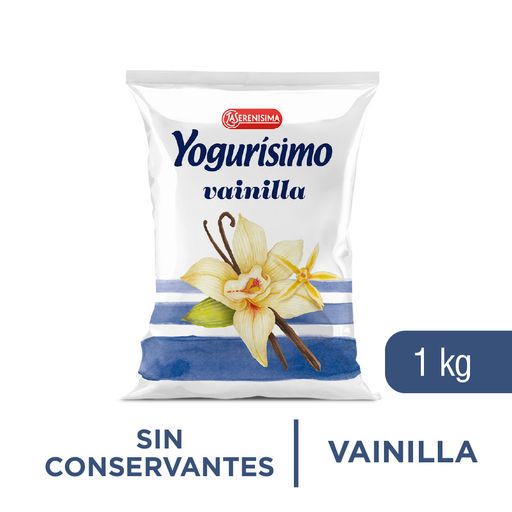 LA SERENISIMA
Yogurísimo
vainilla
1 kg
SIN
CONSERVANTES
VAINILLA